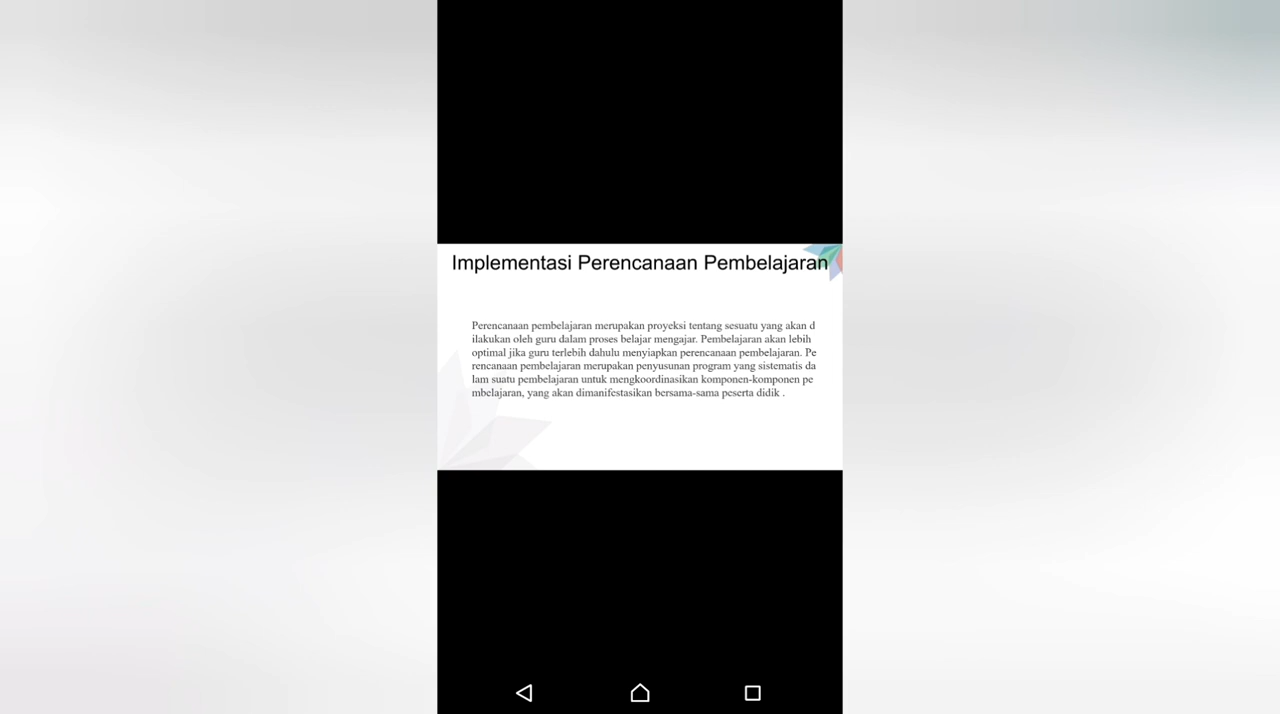 Implementasi Perencanaan Pembelajaran
Perencanaan pembelajaran merupakan proyeksi tentang sesuatu yang akan d
ilakukan oleh guru dalam proses belajar mengajar. Pembelajaran akan lebih
optimal jika guru terlebih dahulu menyiapkan perencanaan pembelajaran. Pe
rencanaan pembelajaran merupakan penyusunan program yang sistematis da
lam suatu pembelajaran untuk mengkoordinasikan komponen-komponen pe
mbelajaran, yang akan dimanifestasikan bersama-sama peserta didik .